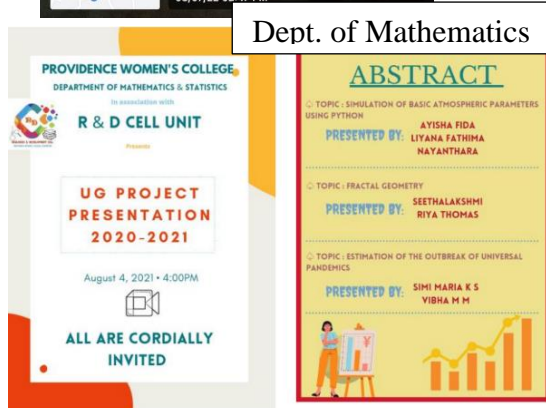 Dept. of Mathematics
PROVIDENCE WOMEN'S COLLEGE
DEPARTMENT OF MATHEMATICS & STATISTICS
in association with
R & D CELL UNIT
Presents
UG PROJECT
PRESENTATION
2020-2021
August 4, 2021 • 4:00PM
ALL ARE CORDIALLY
INVITED
ABSTRACT
TOPIC : SIMULATION OF BASIC ATMOSPHERIC PARAMETERS
USING PYTHON
PRESENTED BY: AYISHA FIDA
LIYANA FATHIMA
NAYANTHARA
TOPIC : FRACTAL GEOMETRY
PRESENTED BY: SEETHALAKSHMI
RIYA THOMAS
TOPIC : ESTIMATION OF THE OUTBREAK OF UNIVERSAL
PANDEMICS
PRESENTED BY: SIMI MARIA K S
VIBHA M M